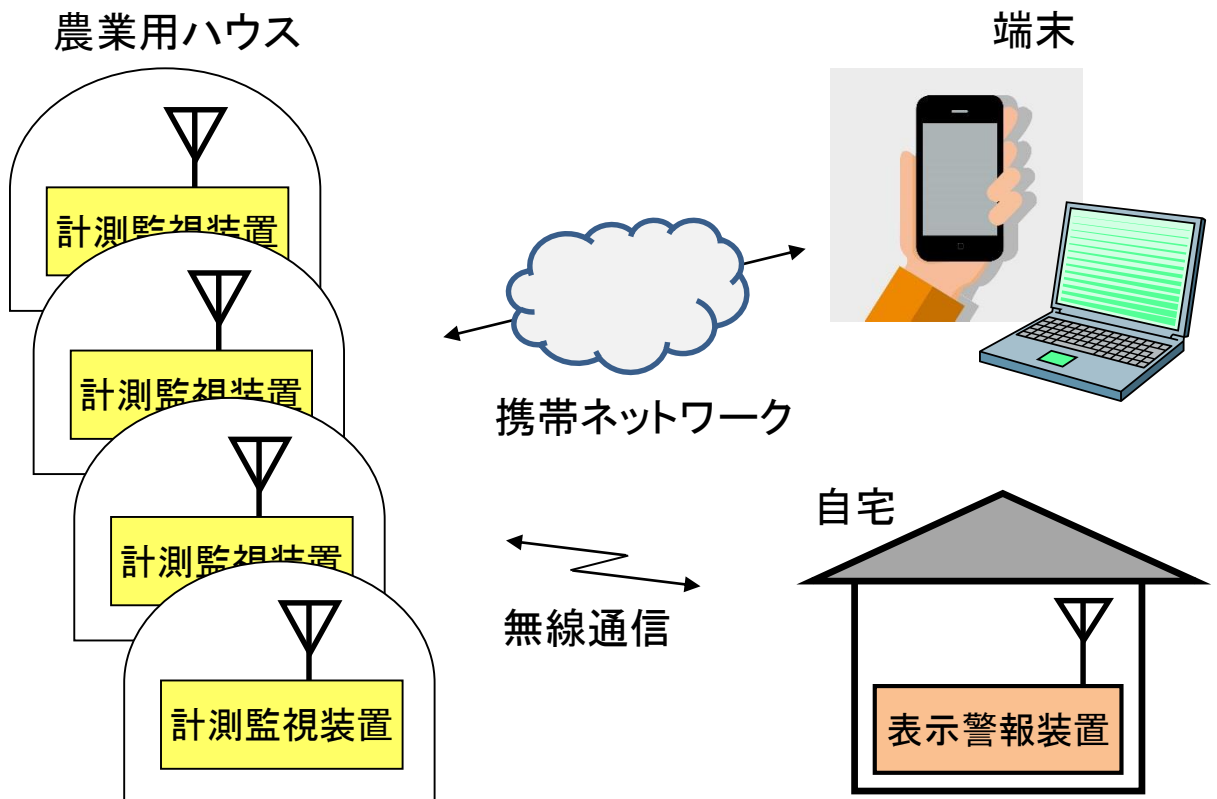 農業用ハウス
端末
計測監視装置
計測監視装置
携帯ネットワーク
計測監視装置
自宅
無線通信
計測監視装置
表示警報装置